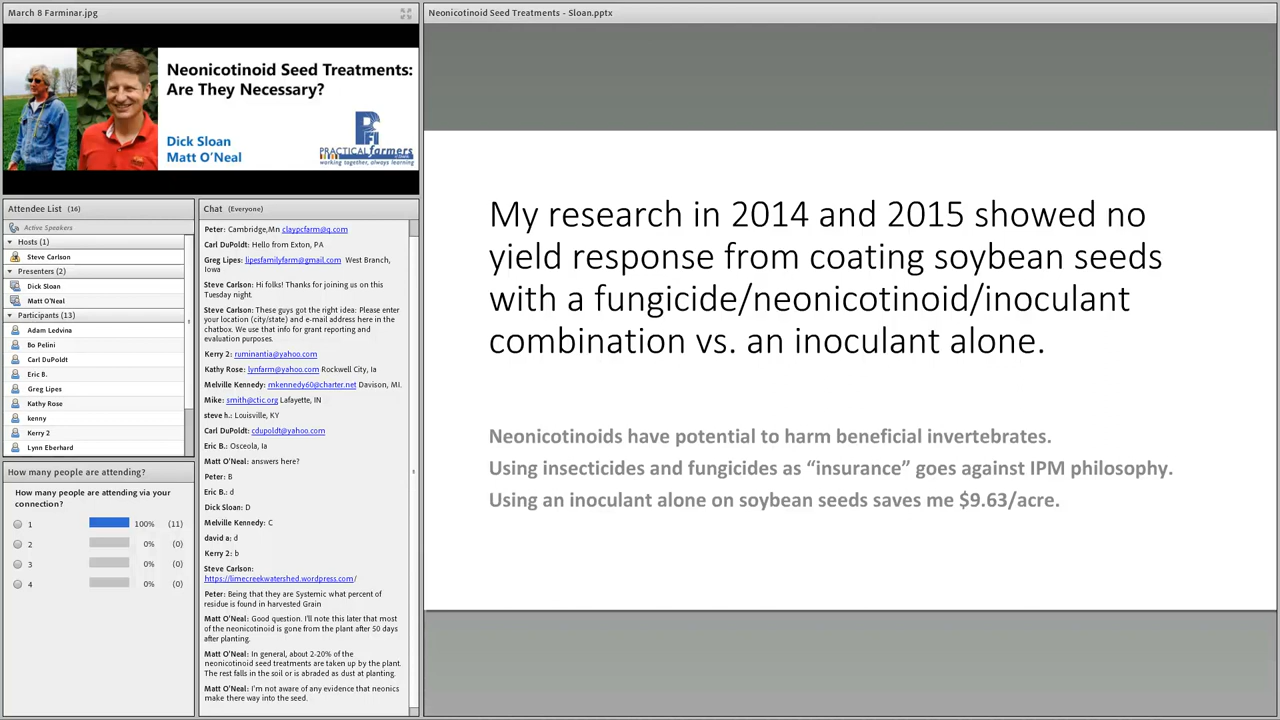 March 8 Farminar.jpg
Neonicotinoid Seed Treatments:
Are They Necessary?
Dick Sloan
Matt O'Neal
PFI
PRACTICAL farmers
working together, always learning
Attendee List (16)
Active Speakers
Hosts (1)
Steve Carlson
Presenters (2)
Dick Sloan
Matt O'Neal
Participants (13)
Adam Ledvina
Bo Pelini
Carl DuPoldt
Eric B.
Greg Lipes
Kathy Rose
kenny
Kerry 2
Lynn Eberhard
How many people are attending?
How many people are attending via your
connection?
1 100% (11)
2 0% (0)
3 0% (0)
4 0% (0)
Chat (Everyone)
Peter: Cambridge,Mn claypcfarm@q.com
Carl DuPoldt: Hello from Exton, PA
Greg Lipes: lipesfamilyfarm@gmail.com West Branch,
Iowa
Steve Carlson: Hi folks! Thanks for joining us on this
Tuesday night.
Steve Carlson: These guys got the right idea: Please enter
your location (city/state) and e-mail address here in the
chatbox. We use that info for grant reporting and
evaluation purposes.
Kerry 2: ruminantia@yahoo.com
Kathy Rose: lynfarm@yahoo.com Rockwell City, Ia
Melville Kennedy: mkennedy60@charter.net Davison, MI.
Mike: smith@ctic.org Lafayette, IN
steve h.: Louisville, KY
Carl DuPoldt: cdupoldt@yahoo.com
Eric B.: Osceola, Ia
Matt O'Neal: answers here?
Peter: B
Eric B.: d
Dick Sloan: D
Melville Kennedy: C
david a: d
Kerry 2: b
Steve Carlson:
https://limecreekwatershed.wordpress.com/
Peter: Being that they are Systemic what percent of
residue is found in harvested Grain
Matt O'Neal: Good question. I'll note this later that most
of the neonicotinoid is gone from the plant after 50 days
after planting.
Matt O'Neal: In general, about 2-20% of the
neonicotinoid seed treatments are taken up by the plant.
The rest falls in the soil or is abraded as dust at planting.
Matt O'Neal: I'm not aware of any evidence that neonics
make there way into the seed.
Neonicotinoid Seed Treatments - Sloan.pptx
My research in 2014 and 2015 showed no
yield response from coating soybean seeds
with a fungicide/neonicotinoid/inoculant
combination vs. an inoculant alone.
Neonicotinoids have potential to harm beneficial invertebrates.
Using insecticides and fungicides as “insurance” goes against IPM philosophy.
Using an inoculant alone on soybean seeds saves me $9.63/acre.